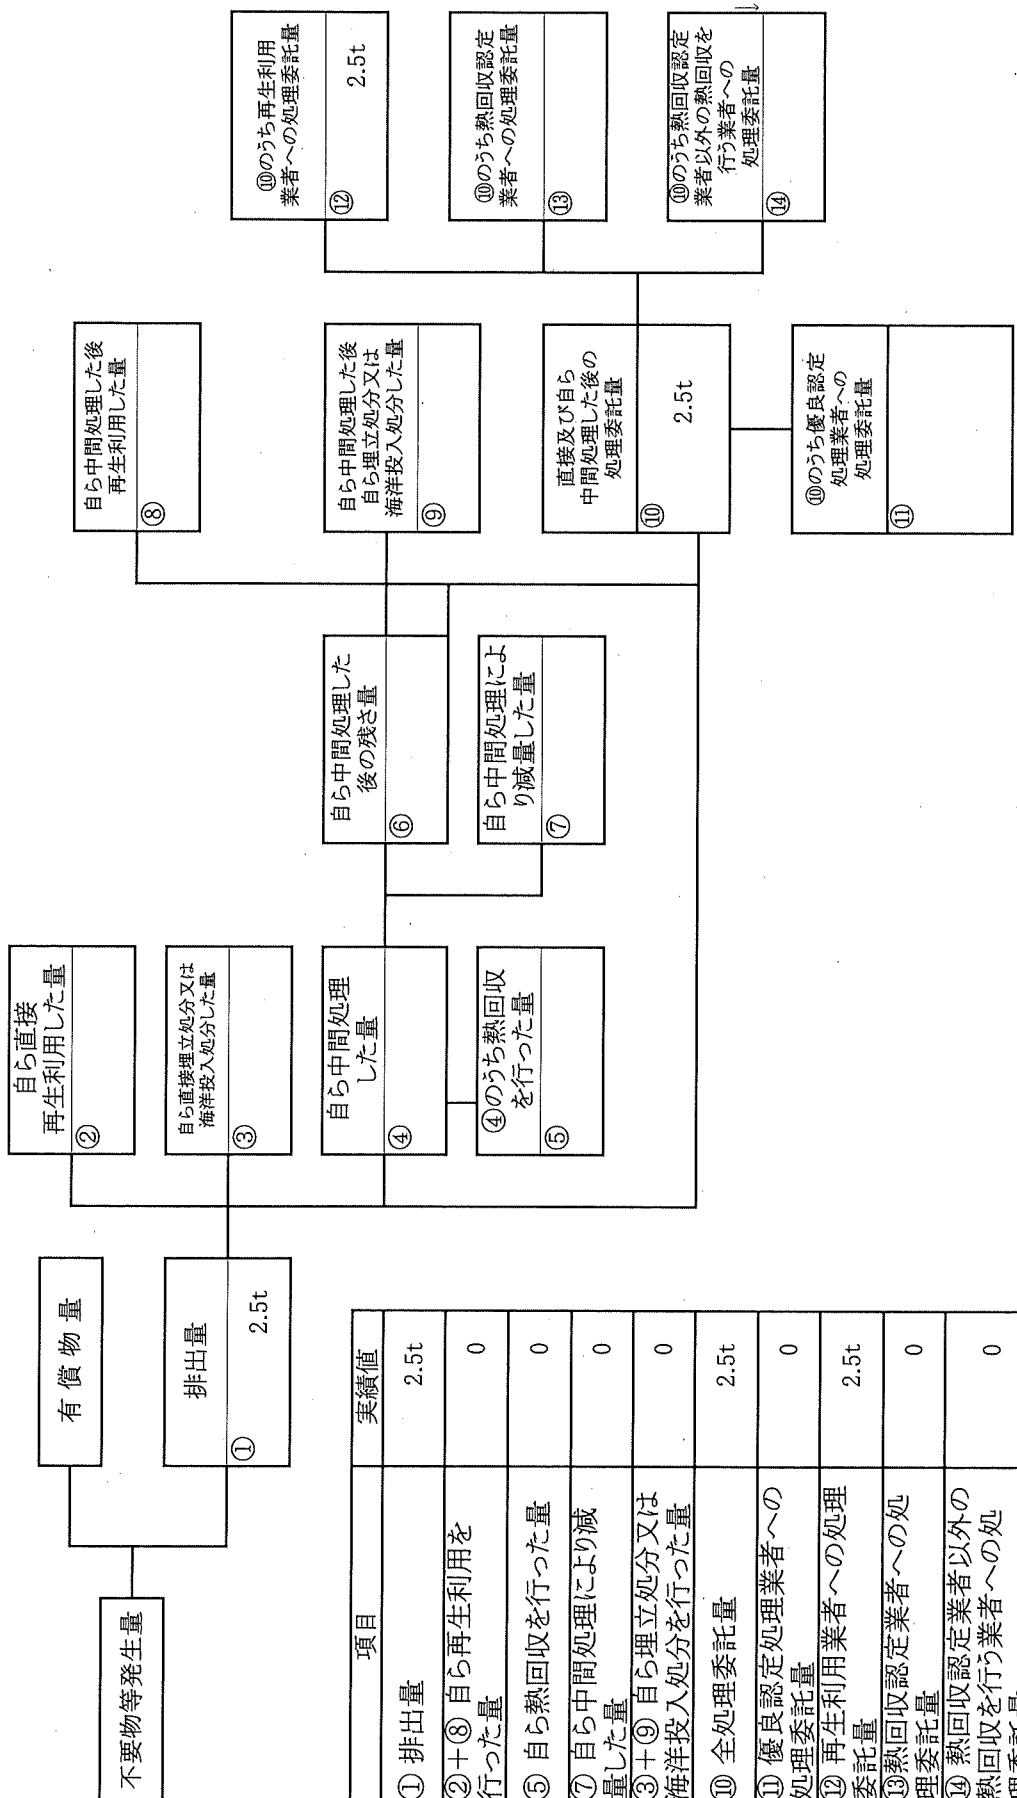 不要物等発生量
有償物量
排出量
①
2.5t
自ら直接
再生利用した量
②
自ら直接埋立処分又は
海洋投入処分した量
③
自ら中間処理
した量
④
④のうち熱回収
を行った量
⑤
自ら中間処理した
後の残さ量
⑥
自ら中間処理によ
り減量した量
⑦
自ら中間処理した後
再生利用した量
⑧
自ら中間処理した後
自ら埋立処分又は
海洋投入処分した量
⑨
直接及び自ら
中間処理した後の
処理委託量
⑩
2.5t
⑩のうち優良認定
処理業者への
処理委託量
⑪
⑩のうち再生利用
業者への処理委託量
⑫
2.5t
⑩のうち熱回収認定
業者への処理委託量
⑬
⑩のうち熱回収認定
業者以外の熱回収を
行う業者への
処理委託量
⑭
項目 実績値
① 排出量 2.5t
②+⑧ 自ら再生利用を
行った量 0
⑤ 自ら熱回収を行った量 0
⑦ 自ら中間処理により減
量した量 0
③+⑨ 自ら埋立処分又は
海洋投入処分を行った量 0
⑩ 全処理委託量 2.5t
⑪ 優良認定処理業者への
処理委託量 0
⑫ 再生利用業者への処理
委託量 2.5t
⑬熱回収認定業者への処
理委託量 0
⑭ 熱回収認定業者以外の
熱回収を行う業者への処 0